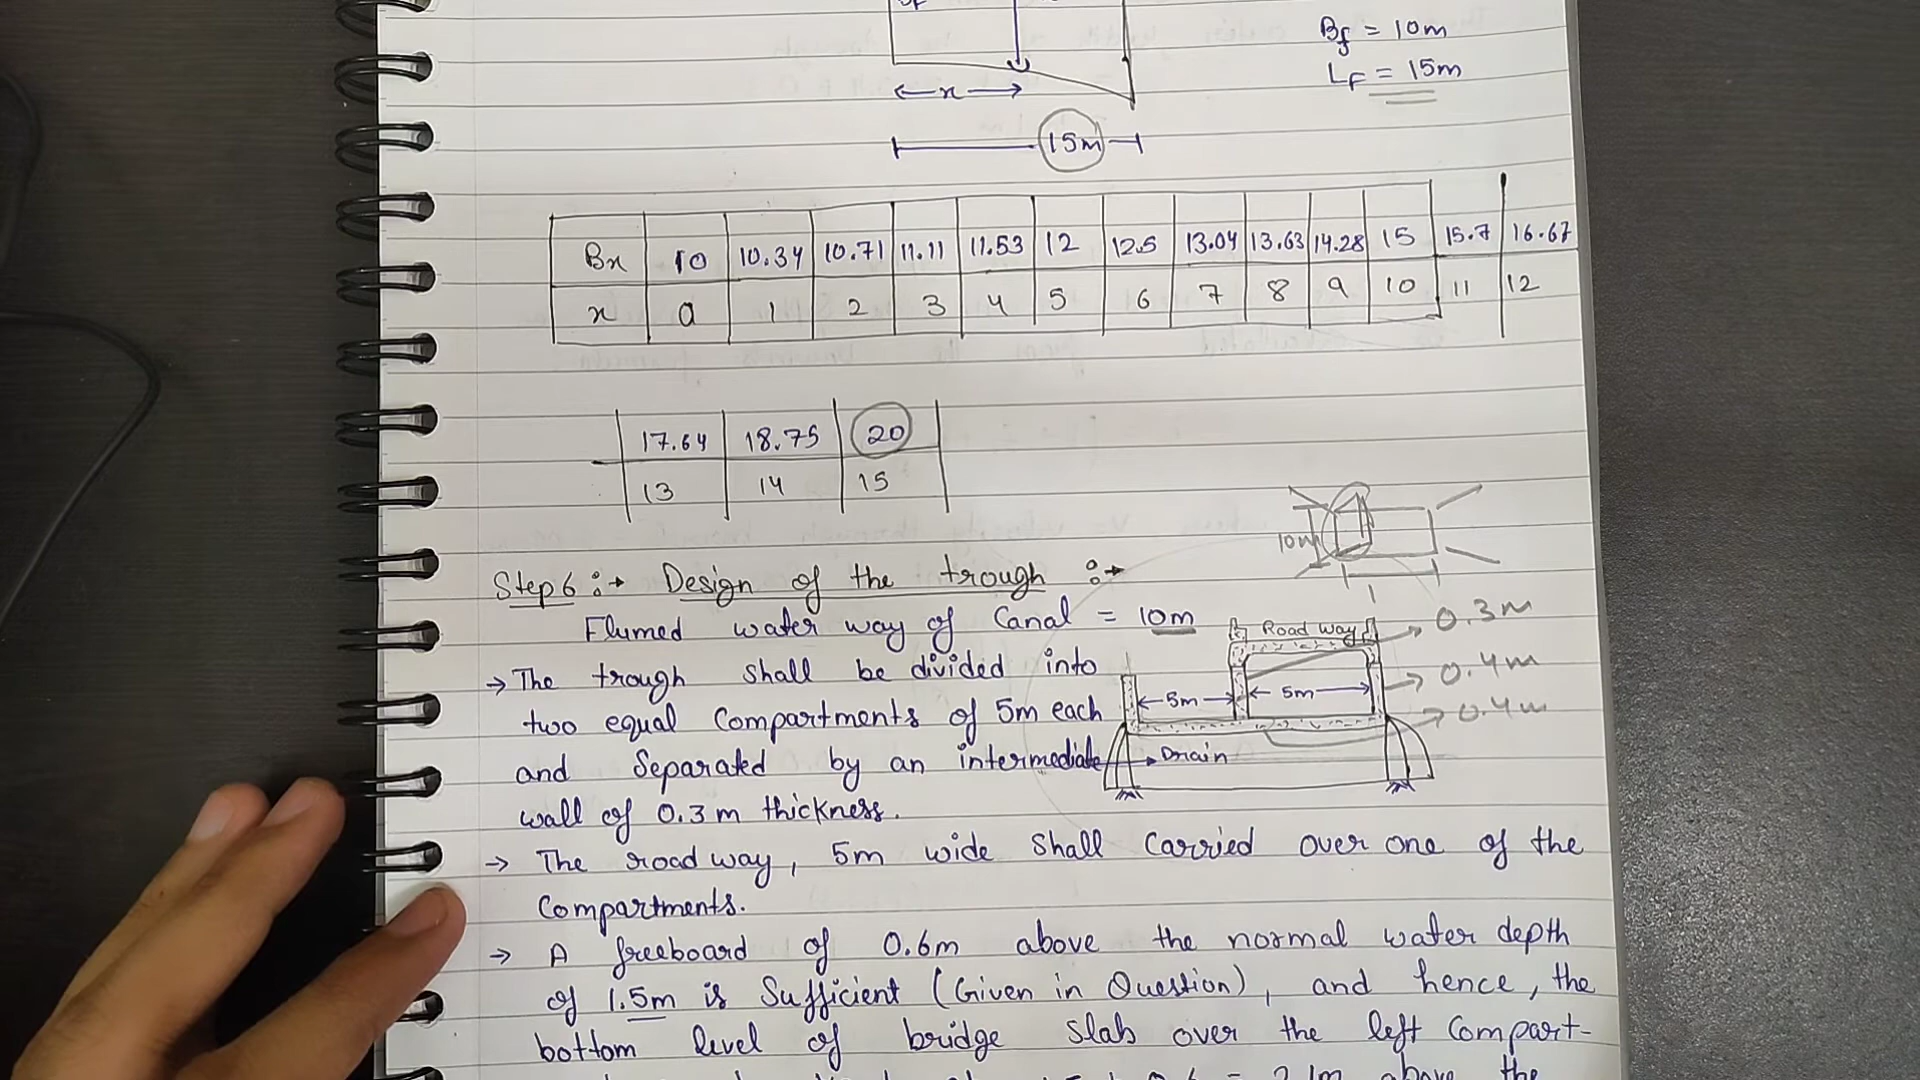 B_f = 10m
L_F = 15m
x
15m
Bx 10 10.34 10.71 11.11 11.53 12 12.5 13.04 13.63 14.28 15 15.7 16.67
x 0 1 2 3 4 5 6 7 8 9 10 11 12
17.64 18.75 20
13 14 15
10m
Step 6 :→ Design of the trough :→
Flumed water way of Canal = 10m
→ The trough shall be divided into
two equal Compartments of 5m each
and Separated by an intermediate
wall of 0.3 m thickness.
Road way
0.3m
5m 5m
0.4m
0.4m
Drain
→ The road way, 5m wide Shall Carried over one of the
Compartments.
→ A freeboard of 0.6m above the normal water depth
of 1.5m is Sufficient (Given in Question), and hence, the
bottom level of bridge slab over the left Compart-
= 2.1m above the